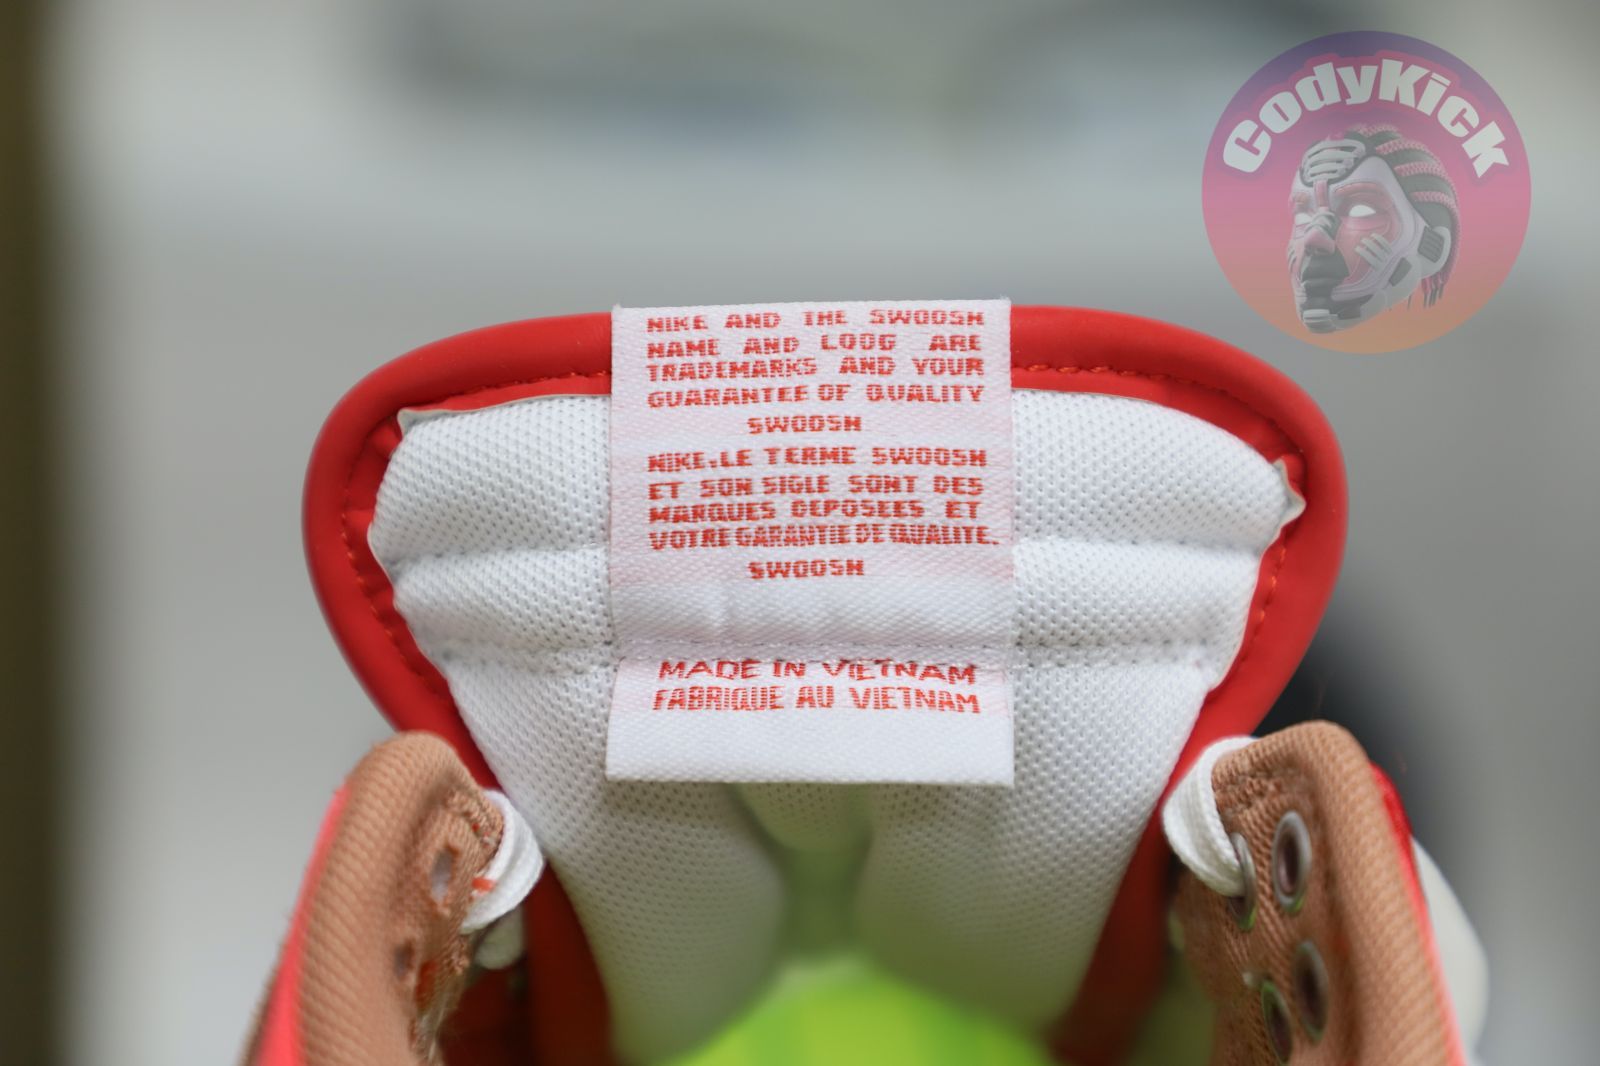 CodyKick
NIKE AND THE SWOOSH
NAME AND LOOG ARE
TRADEMARKS AND YOUR
GUARANTEE OF QUALITY
SWOOSH
NIKE,LE TERME SWOOSH
ET SON SIGLE SONT DES
MARQUES DEPOSEES ET
VOTRE GARANTIE DE QUALITE.
SWOOSH
MADE IN VIETNAM
FABRIQUE AU VIETNAM